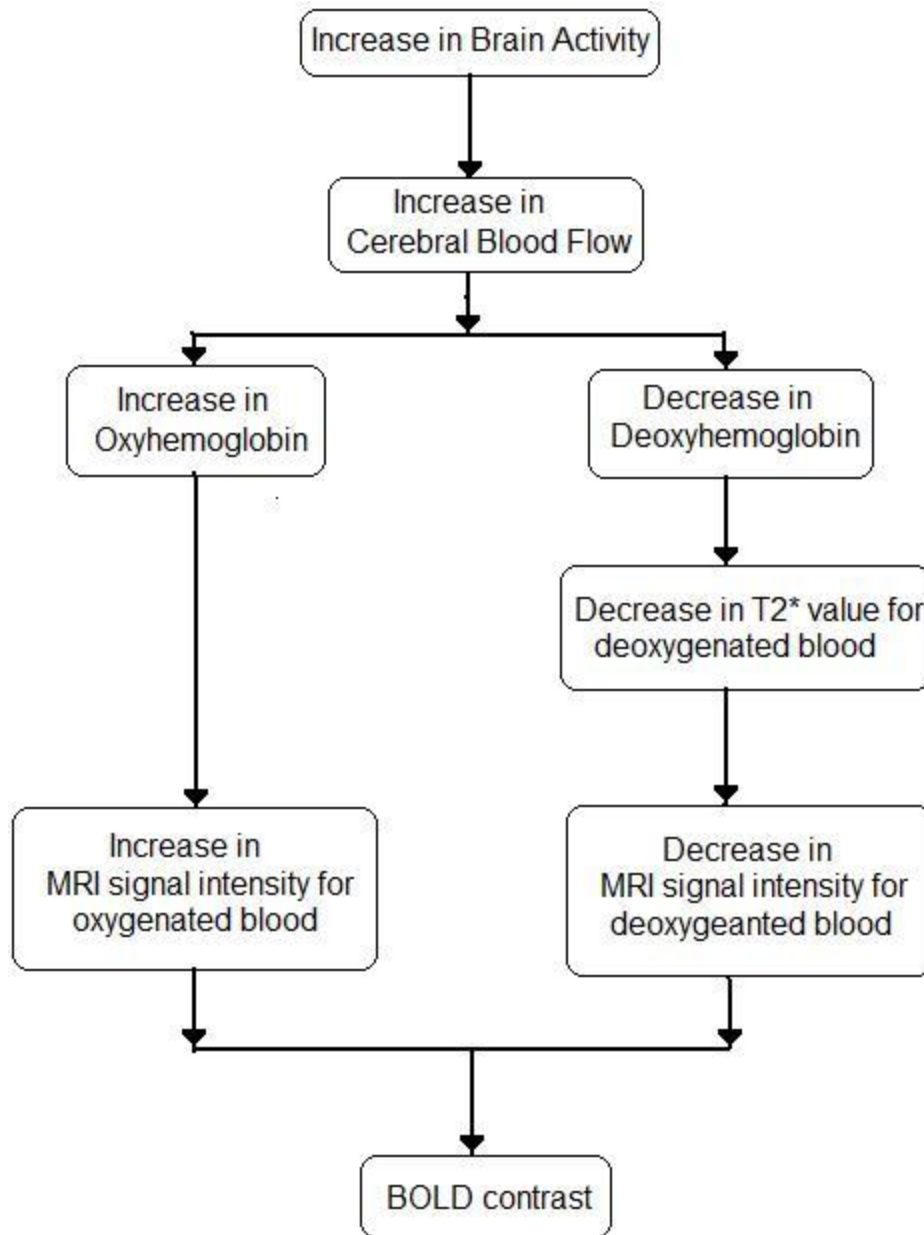 Increase in Brain Activity
Increase in
Cerebral Blood Flow
Increase in
Oxyhemoglobin
Decrease in
Deoxyhemoglobin
Decrease in T2* value for
deoxygenated blood
Increase in
MRI signal intensity for
oxygenated blood
Decrease in
MRI signal intensity for
deoxygeanted blood
BOLD contrast